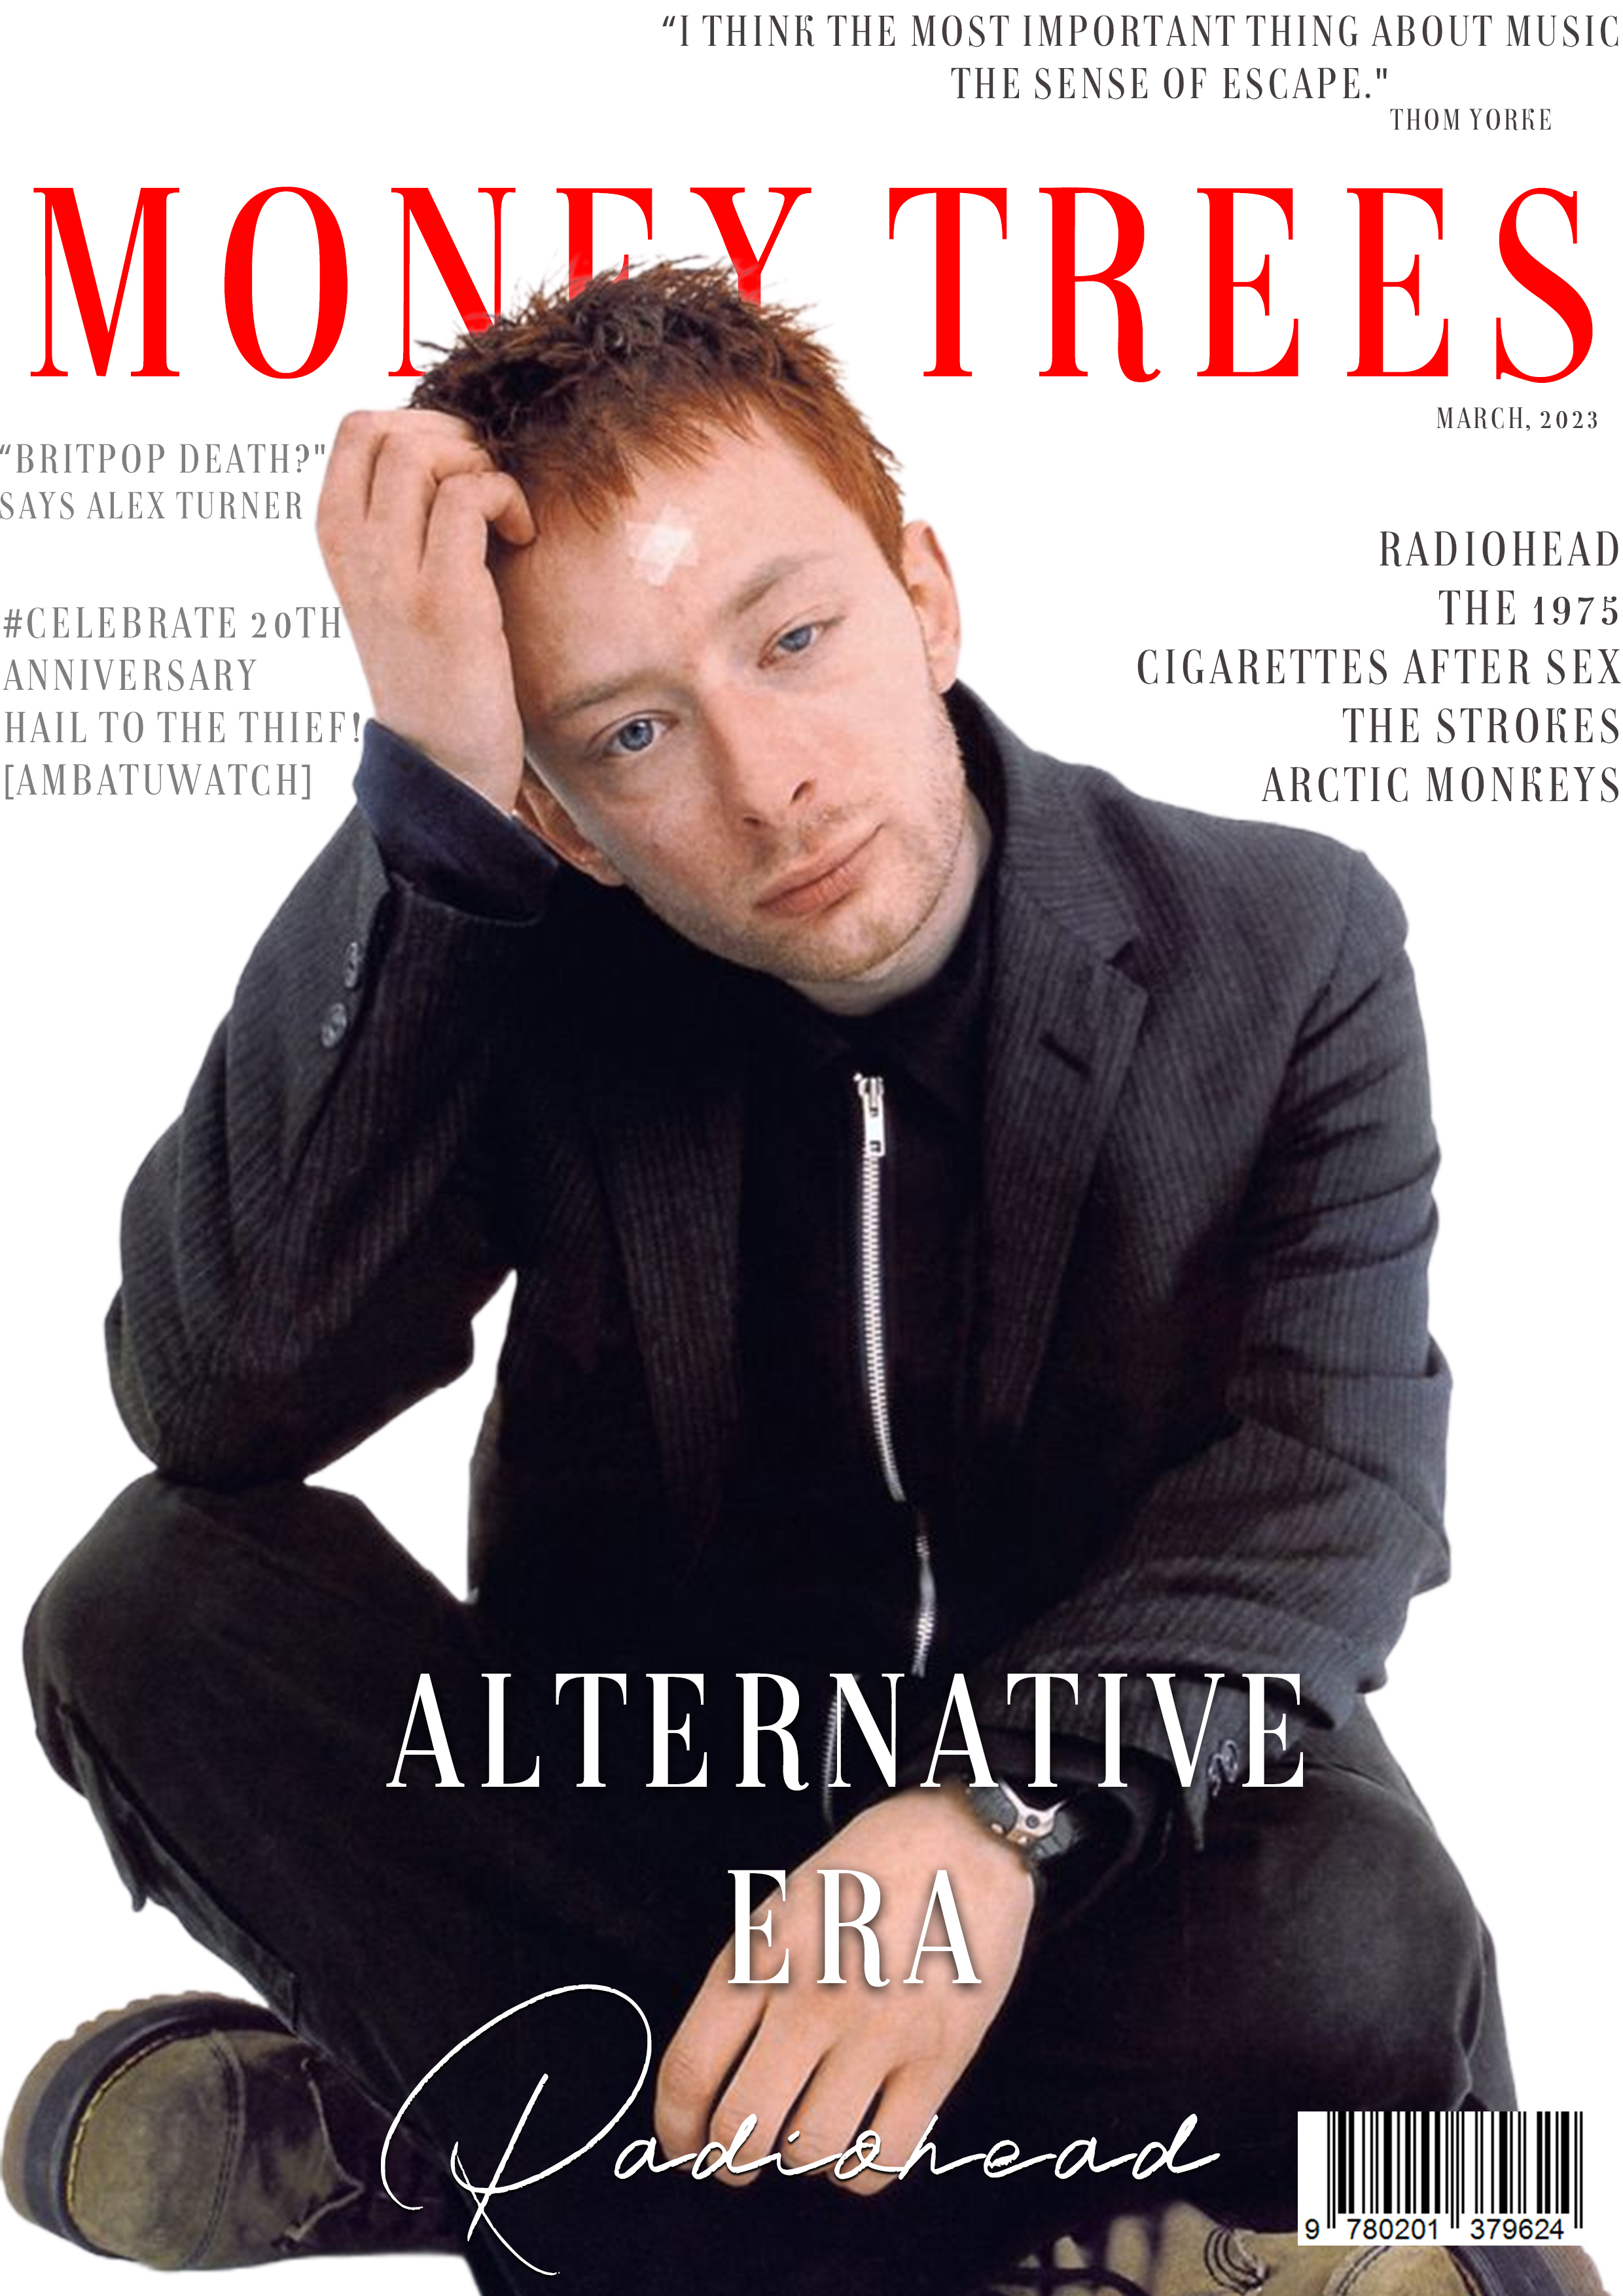 “I THINK THE MOST IMPORTANT THING ABOUT MUSIC
THE SENSE OF ESCAPE."
THOM YORKE
MONEY TREES
MARCH, 2023
“BRITPOP DEATH?"
SAYS ALEX TURNER
#CELEBRATE 20TH
ANNIVERSARY
HAIL TO THE THIEF!
[AMBATUWATCH]
RADIOHEAD
THE 1975
CIGARETTES AFTER SEX
THE STROKES
ARCTIC MONKEYS
ALTERNATIVE
ERA
Radiohead
9 780201 379624